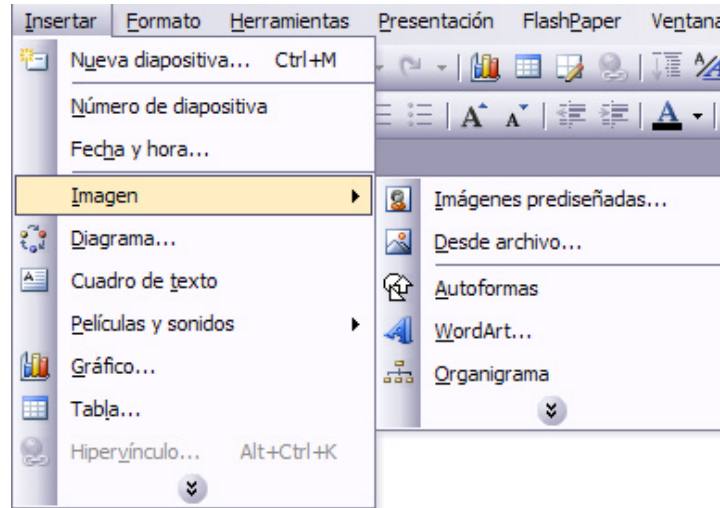 Insertar Formato Herramientas Presentación FlashPaper Ventana
Nueva diapositiva... Ctrl+M
Número de diapositiva
Fecha y hora...
Imagen
Diagrama...
Cuadro de texto
Películas y sonidos
Gráfico...
Tabla...
Hipervínculo... Alt+Ctrl+K
Imágenes prediseñadas...
Desde archivo...
Autoformas
WordArt...
Organigrama